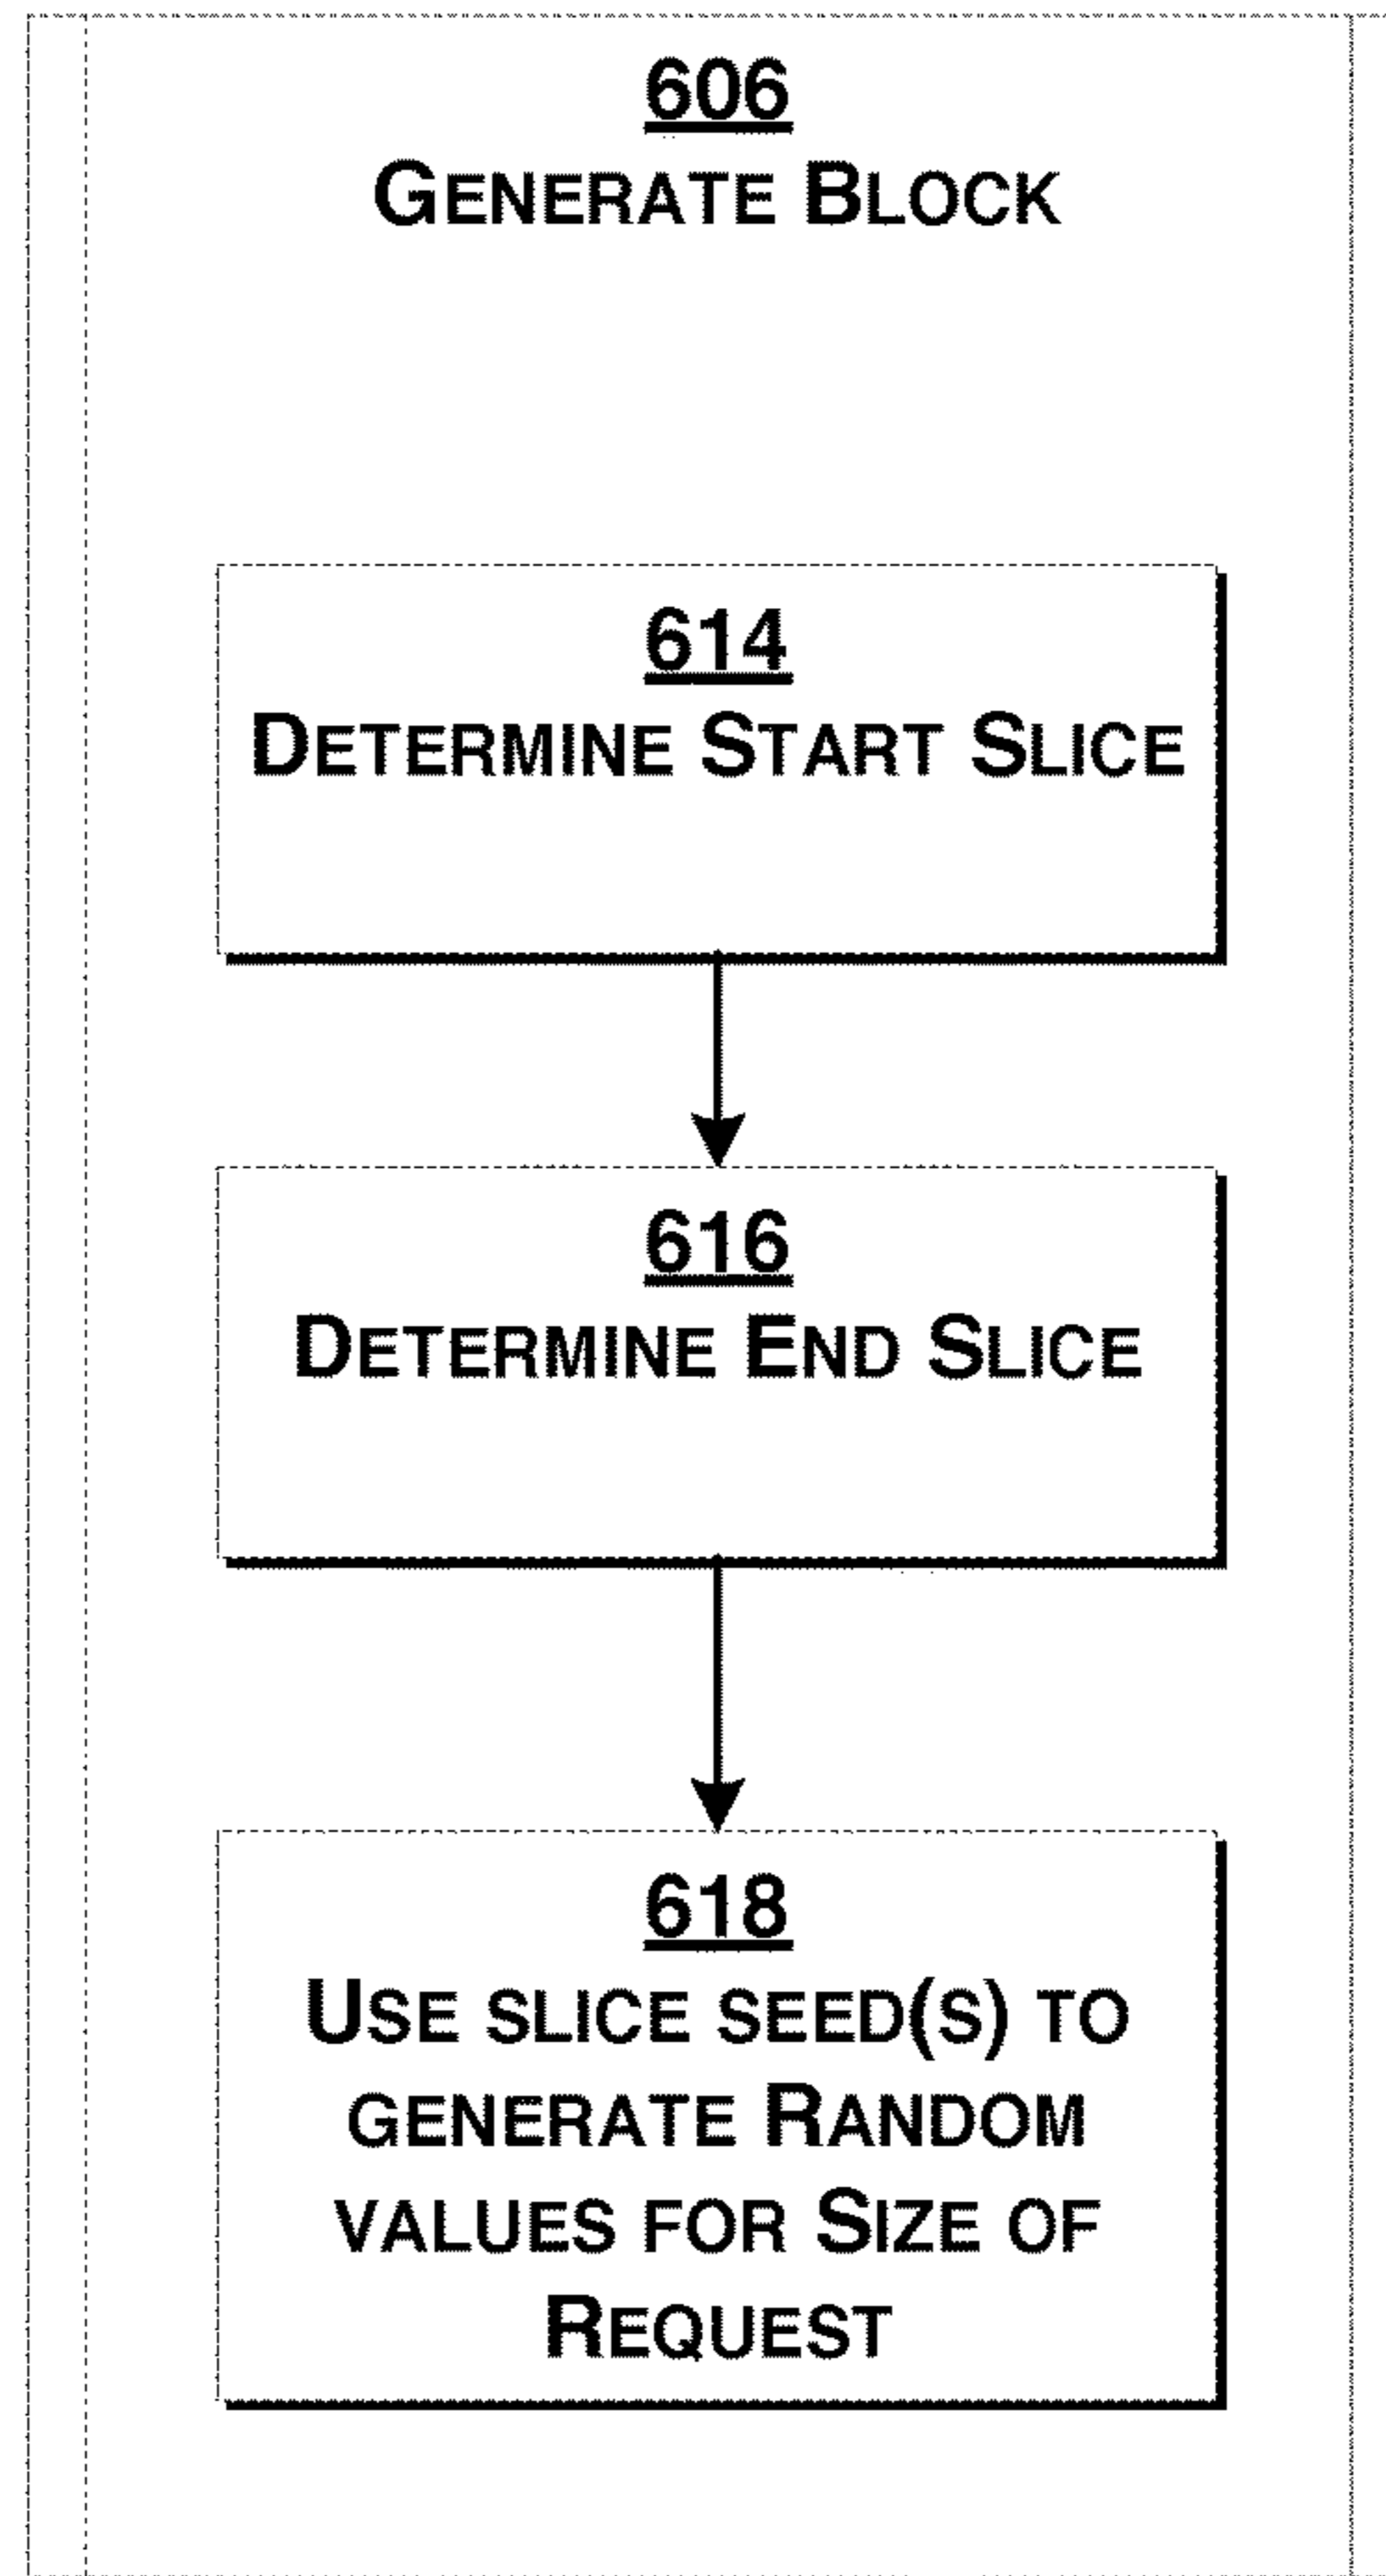 606
GENERATE BLOCK
614
DETERMINE START SLICE
616
DETERMINE END SLICE
618
USE SLICE SEED(S) TO
GENERATE RANDOM
VALUES FOR SIZE OF
REQUEST